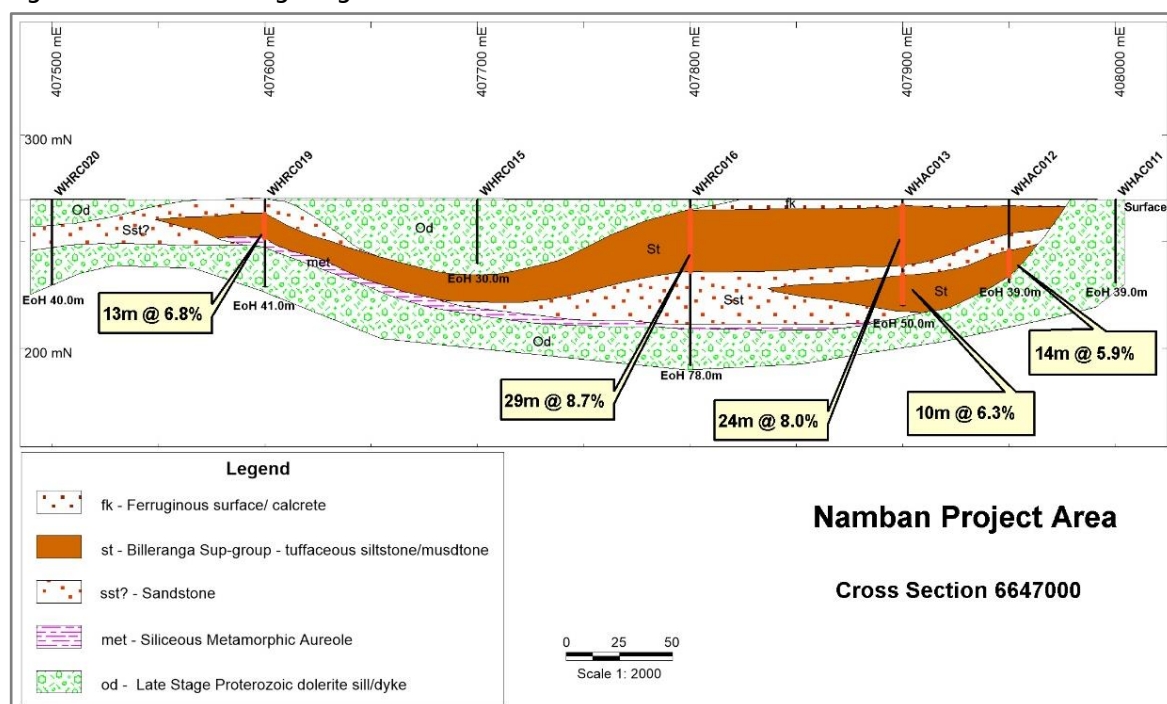 407500 mE
407600 mE
407700 mE
407800 mE
407900 mE
408000 mE
300 mN
WHRC020
WHRC019
WHRC015
WHRC016
WHAC013
WHAC012
WHAC011
Surface
fk
Od
Od
Sst?
St
met
Sst
St
Od
EoH 30.0m
EoH 40.0m
EoH 41.0m
EoH 39.0m
EoH 39.0m
EoH 50.0m
EoH 78.0m
200 mN
13m @ 6.8%
29m @ 8.7%
24m @ 8.0%
10m @ 6.3%
14m @ 5.9%
Legend
fk - Ferruginous surface/ calcrete
st - Billeranga Sup-group - tuffaceous siltstone/musdtone
sst? - Sandstone
met - Siliceous Metamorphic Aureole
od - Late Stage Proterozoic dolerite sill/dyke
0 25 50
Scale 1: 2000
Namban Project Area
Cross Section 6647000